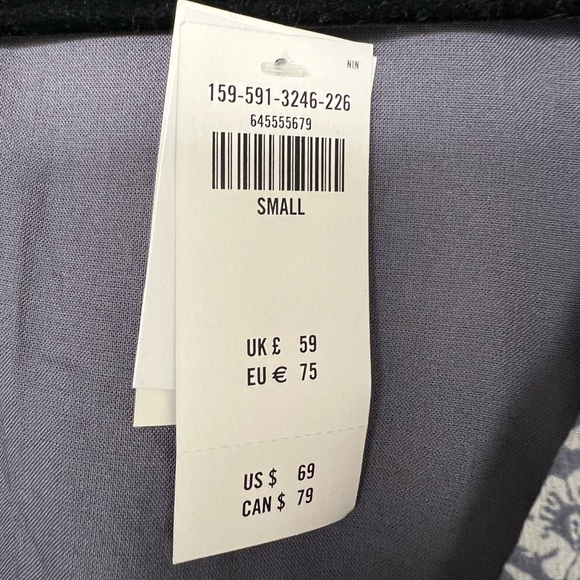 NIN
159-591-3246-226
645555679
SMALL
UK £ 59
EU € 75
US $ 69
CAN $ 79